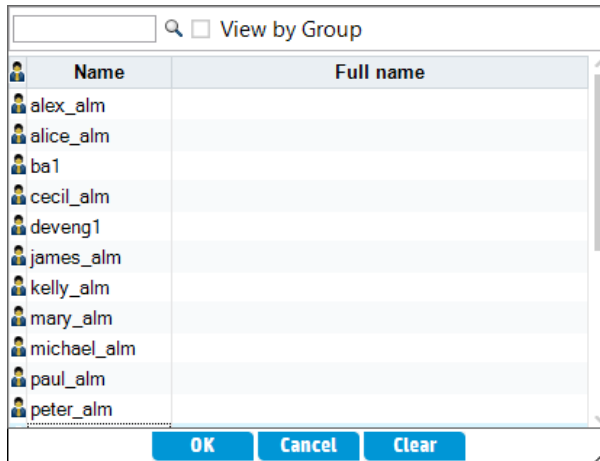 View by Group
Name Full name
alex_alm
alice_alm
ba1
cecil_alm
deveng1
james_alm
kelly_alm
mary_alm
michael_alm
paul_alm
peter_alm
OK Cancel Clear